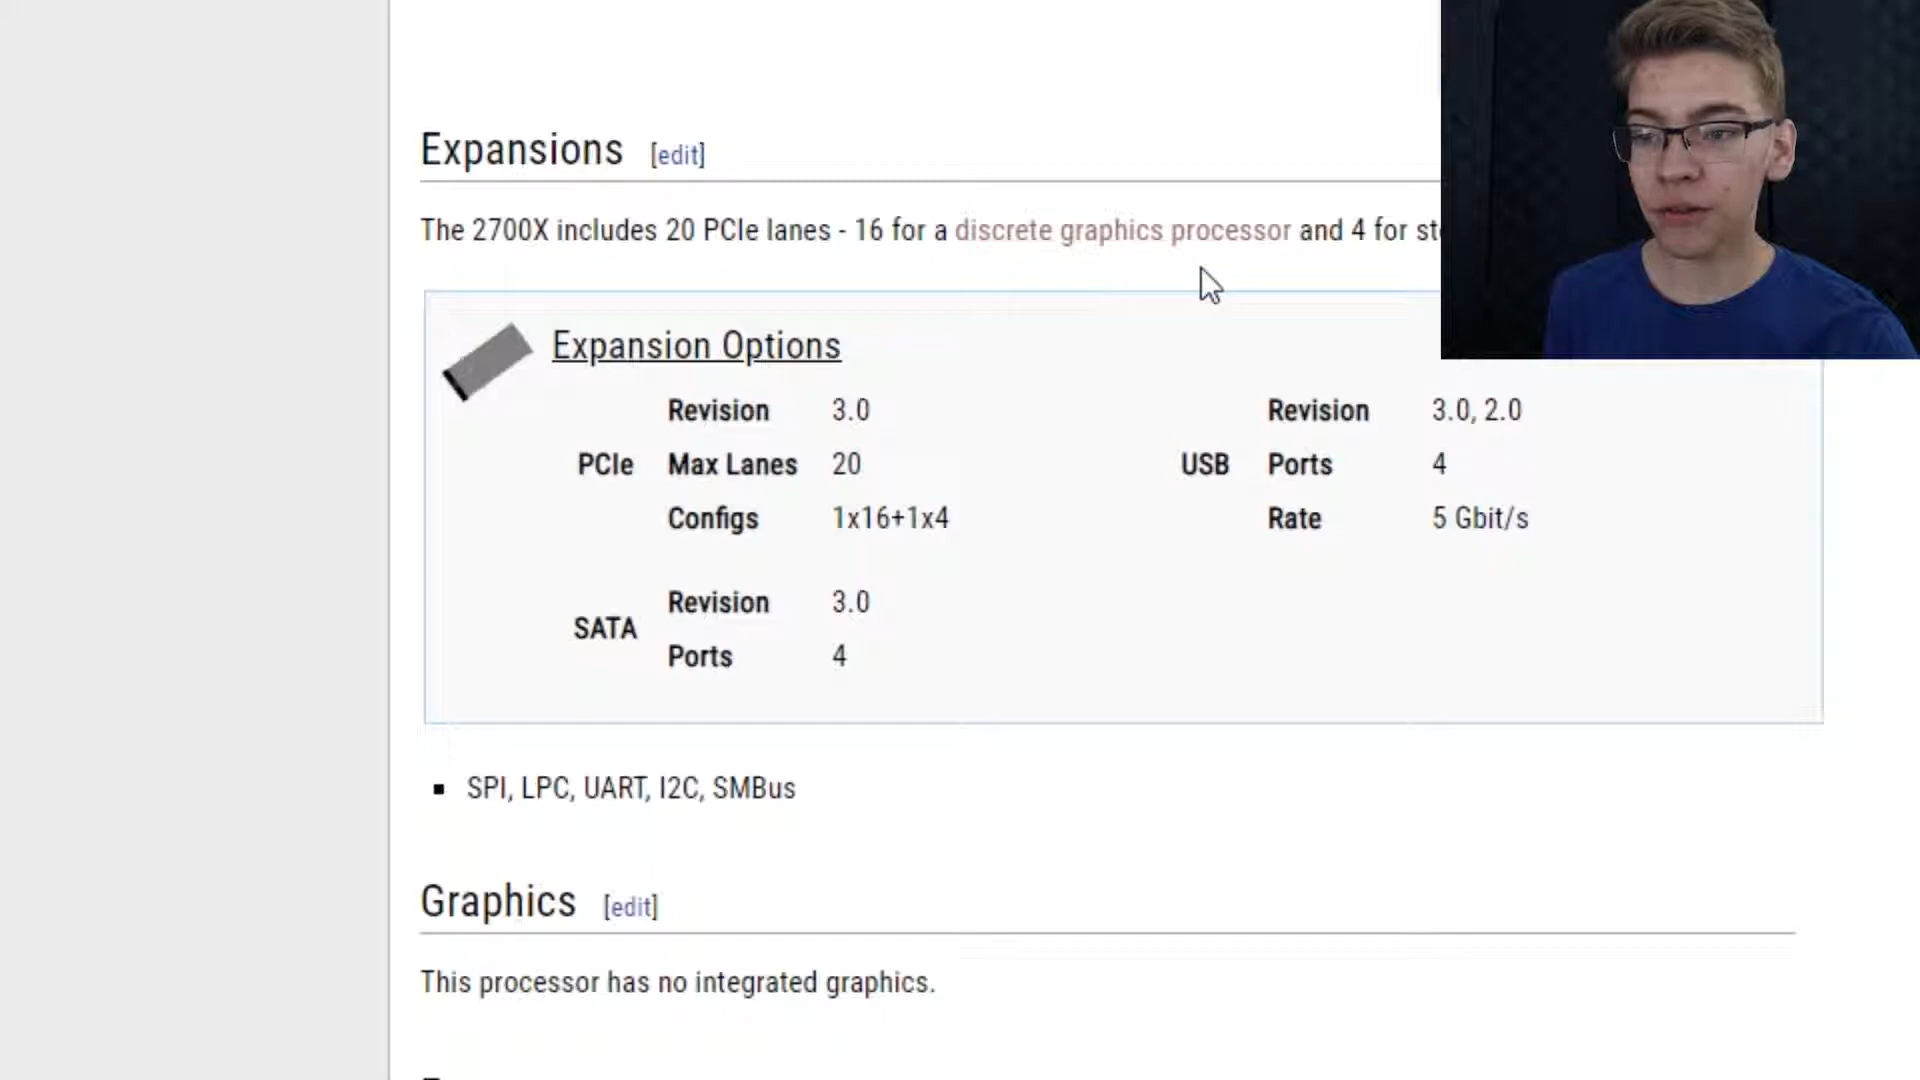 Expansions [edit]
The 2700X includes 20 PCIe lanes - 16 for a discrete graphics processor and 4 for
Expansion Options
Revision 3.0
PCIe Max Lanes 20
Configs 1x16+1x4
Revision 3.0, 2.0
USB Ports 4
Rate 5 Gbit/s
Revision 3.0
SATA
Ports 4
SPI, LPC, UART, I2C, SMBus
Graphics [edit]
This processor has no integrated graphics.